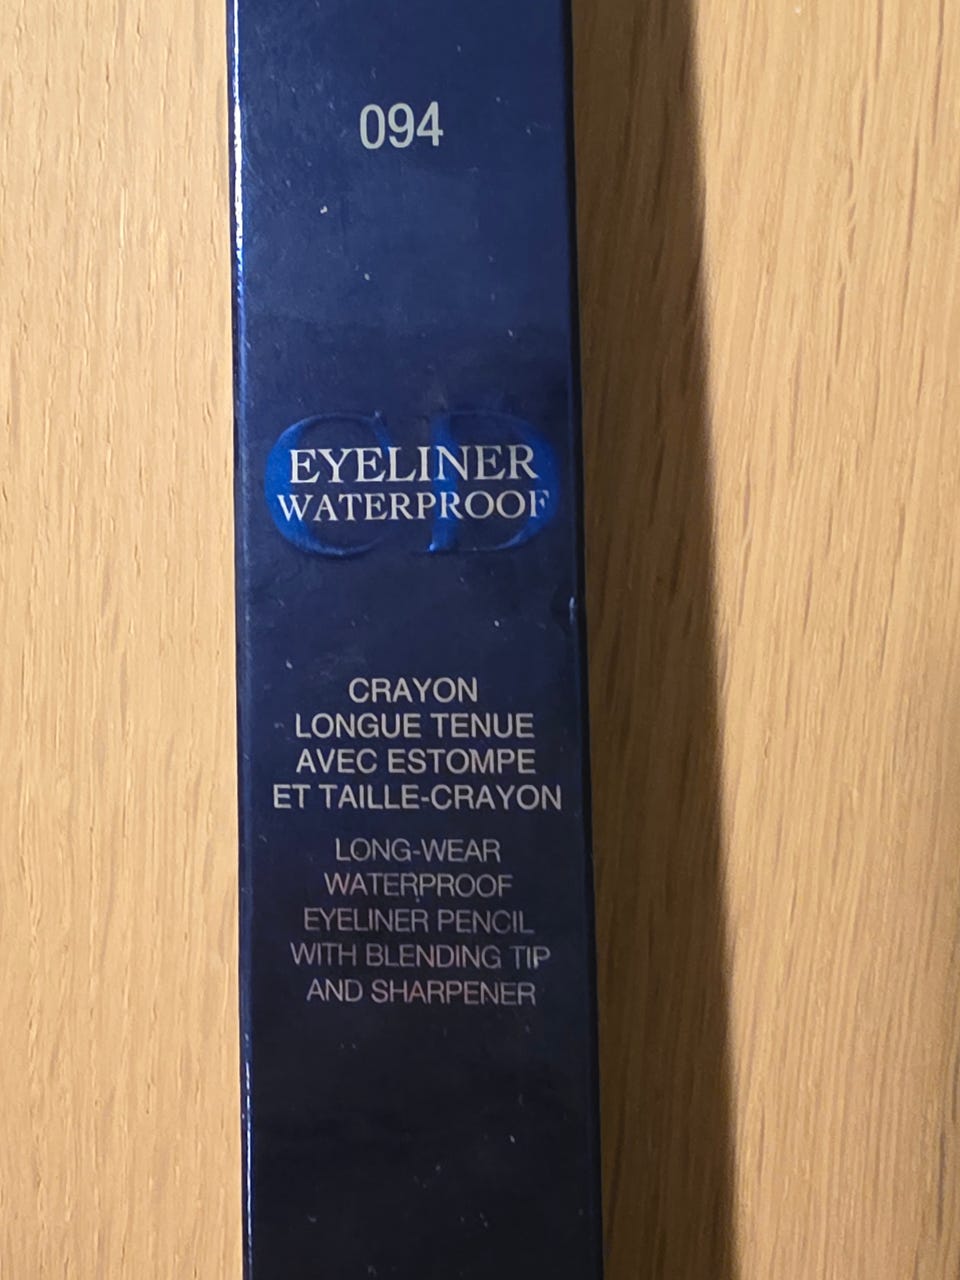 094
CD
EYELINER
WATERPROOF
CRAYON
LONGUE TENUE
AVEC ESTOMPE
ET TAILLE-CRAYON
LONG-WEAR
WATERPROOF
EYELINER PENCIL
WITH BLENDING TIP
AND SHARPENER